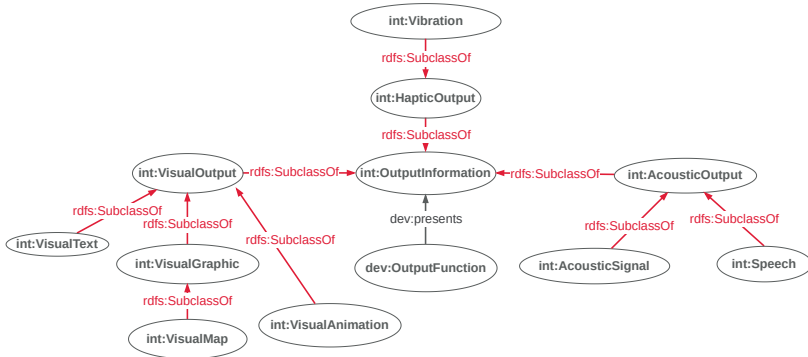 int:Vibration
rdfs:SubclassOf
int:HapticOutput
rdfs:SubclassOf
int:VisualOutput
rdfs:SubclassOf
int:OutputInformation
rdfs:SubclassOf
int:AcousticOutput
rdfs:SubclassOf
rdfs:SubclassOf
dev:presents
rdfs:SubclassOf
rdfs:SubclassOf
int:VisualText
rdfs:SubclassOf
int:VisualGraphic
dev:OutputFunction
int:AcousticSignal
int:Speech
rdfs:SubclassOf
int:VisualMap
int:VisualAnimation